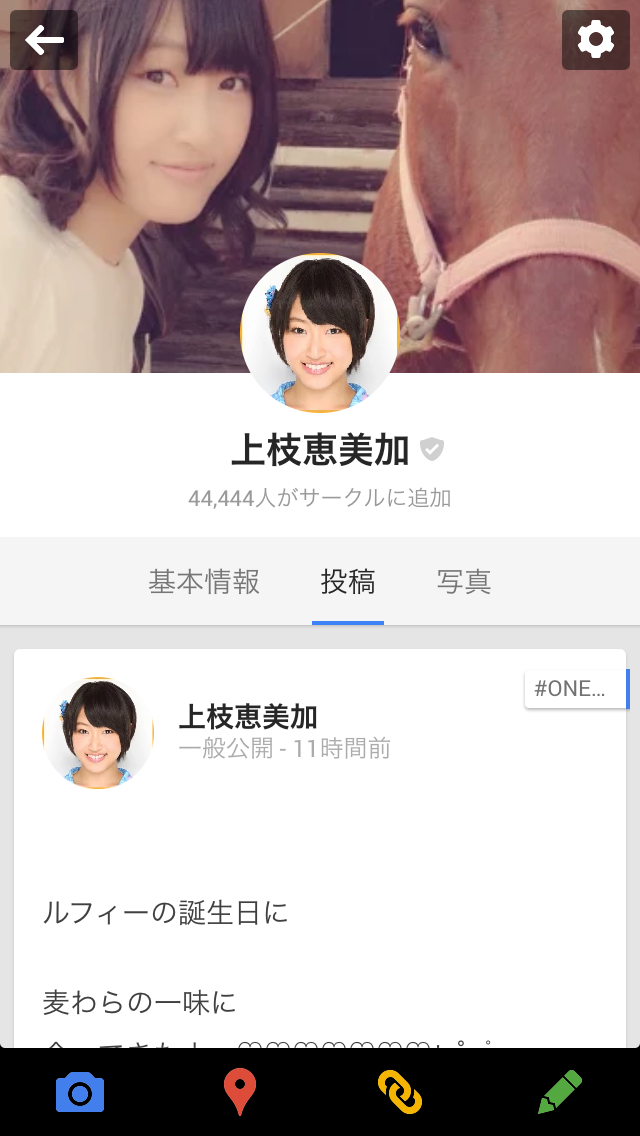 上枝恵美加
44,444人がサークルに追加
基本情報 投稿 写真
#ONE...
上枝恵美加
一般公開 - 11時間前
ルフィーの誕生日に
麦わらの一味に